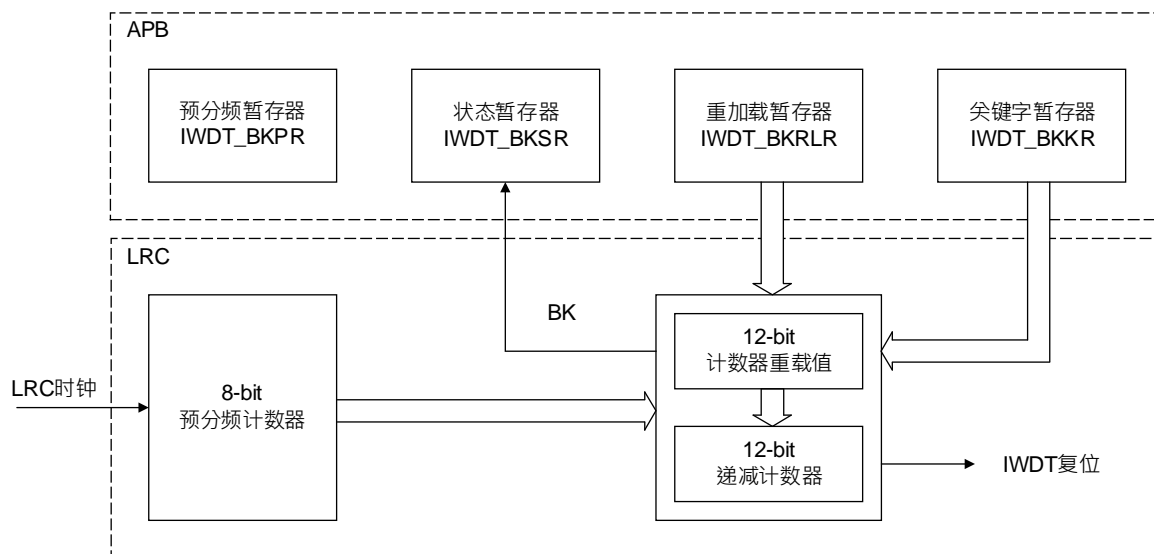 APB
预分频暂存器
IWDT_BKPR
状态暂存器
IWDT_BKSR
重加载暂存器
IWDT_BKRLR
关键字暂存器
IWDT_BKKR
LRC
BK
12-bit
计数器重载值
LRC时钟
8-bit
预分频计数器
12-bit
递减计数器
IWDT复位